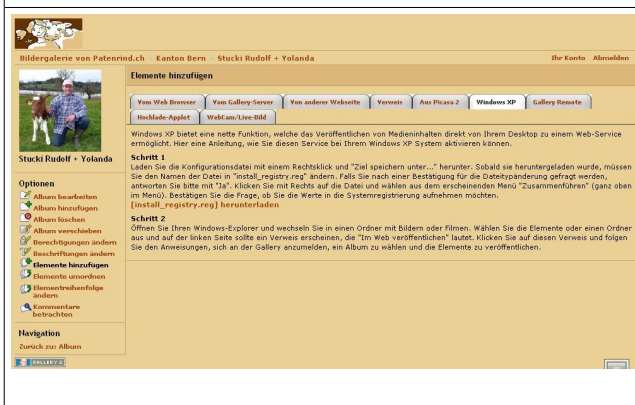 Bildergalerie von Patenrind.ch » Kanton Bern » Stucki Rudolf + Yolanda
Ihr Konto Abmelden
Stucki Rudolf + Yolanda
Optionen
Album bearbeiten
Album hinzufügen
Album löschen
Album verschieben
Berechtigungen ändern
Beschriftungen ändern
Elemente hinzufügen
Elemente umordnen
Elementreihenfolge
ändern
Kommentare
betrachten
Navigation
Zurück zu: Album
GALLERY 2
Elemente hinzufügen
Vom Web Browser
Vom Gallery-Server
Von anderer Webseite
Verweis
Aus Picasa 2
Windows XP
Gallery Remote
Hochlade-Applet
WebCam/Live-Bild
Windows XP bietet eine nette Funktion, welche das Veröffentlichen von Medieninhalten direkt von Ihrem Desktop zu einem Web-Service
ermöglicht. Hier eine Anleitung, wie Sie diesen Service bei Ihrem Windows XP System aktivieren können.
Schritt 1
Laden Sie die Konfigurationsdatei mit einem Rechtsklick und "Ziel speichern unter..." herunter. Sobald sie heruntergeladen wurde, müssen
Sie den Namen der Datei in "install_registry.reg" ändern. Falls Sie nach einer Bestätigung für die Dateitypänderung gefragt werden,
antworten Sie bitte mit "Ja". Klicken Sie mit Rechts auf die Datei und wählen aus dem erscheinenden Menü "Zusammenführen" (ganz oben
im Menü). Bestätigen Sie die Frage, ob Sie die Werte in die Systemregistrierung aufnehmen möchten.
[install_registry.reg] herunterladen
Schritt 2
Öffnen Sie Ihren Windows-Explorer und wechseln Sie in einen Ordner mit Bildern oder Filmen. Wählen Sie die Elemente oder einen Ordner
aus und auf der linken Seite sollte ein Verweis erscheinen, die "Im Web veröffentlichen" lautet. Klicken Sie auf diesen Verweis und folgen
Sie den Anweisungen, sich an der Gallery anzumelden, ein Album zu wählen und die Elemente zu veröffentlichen.